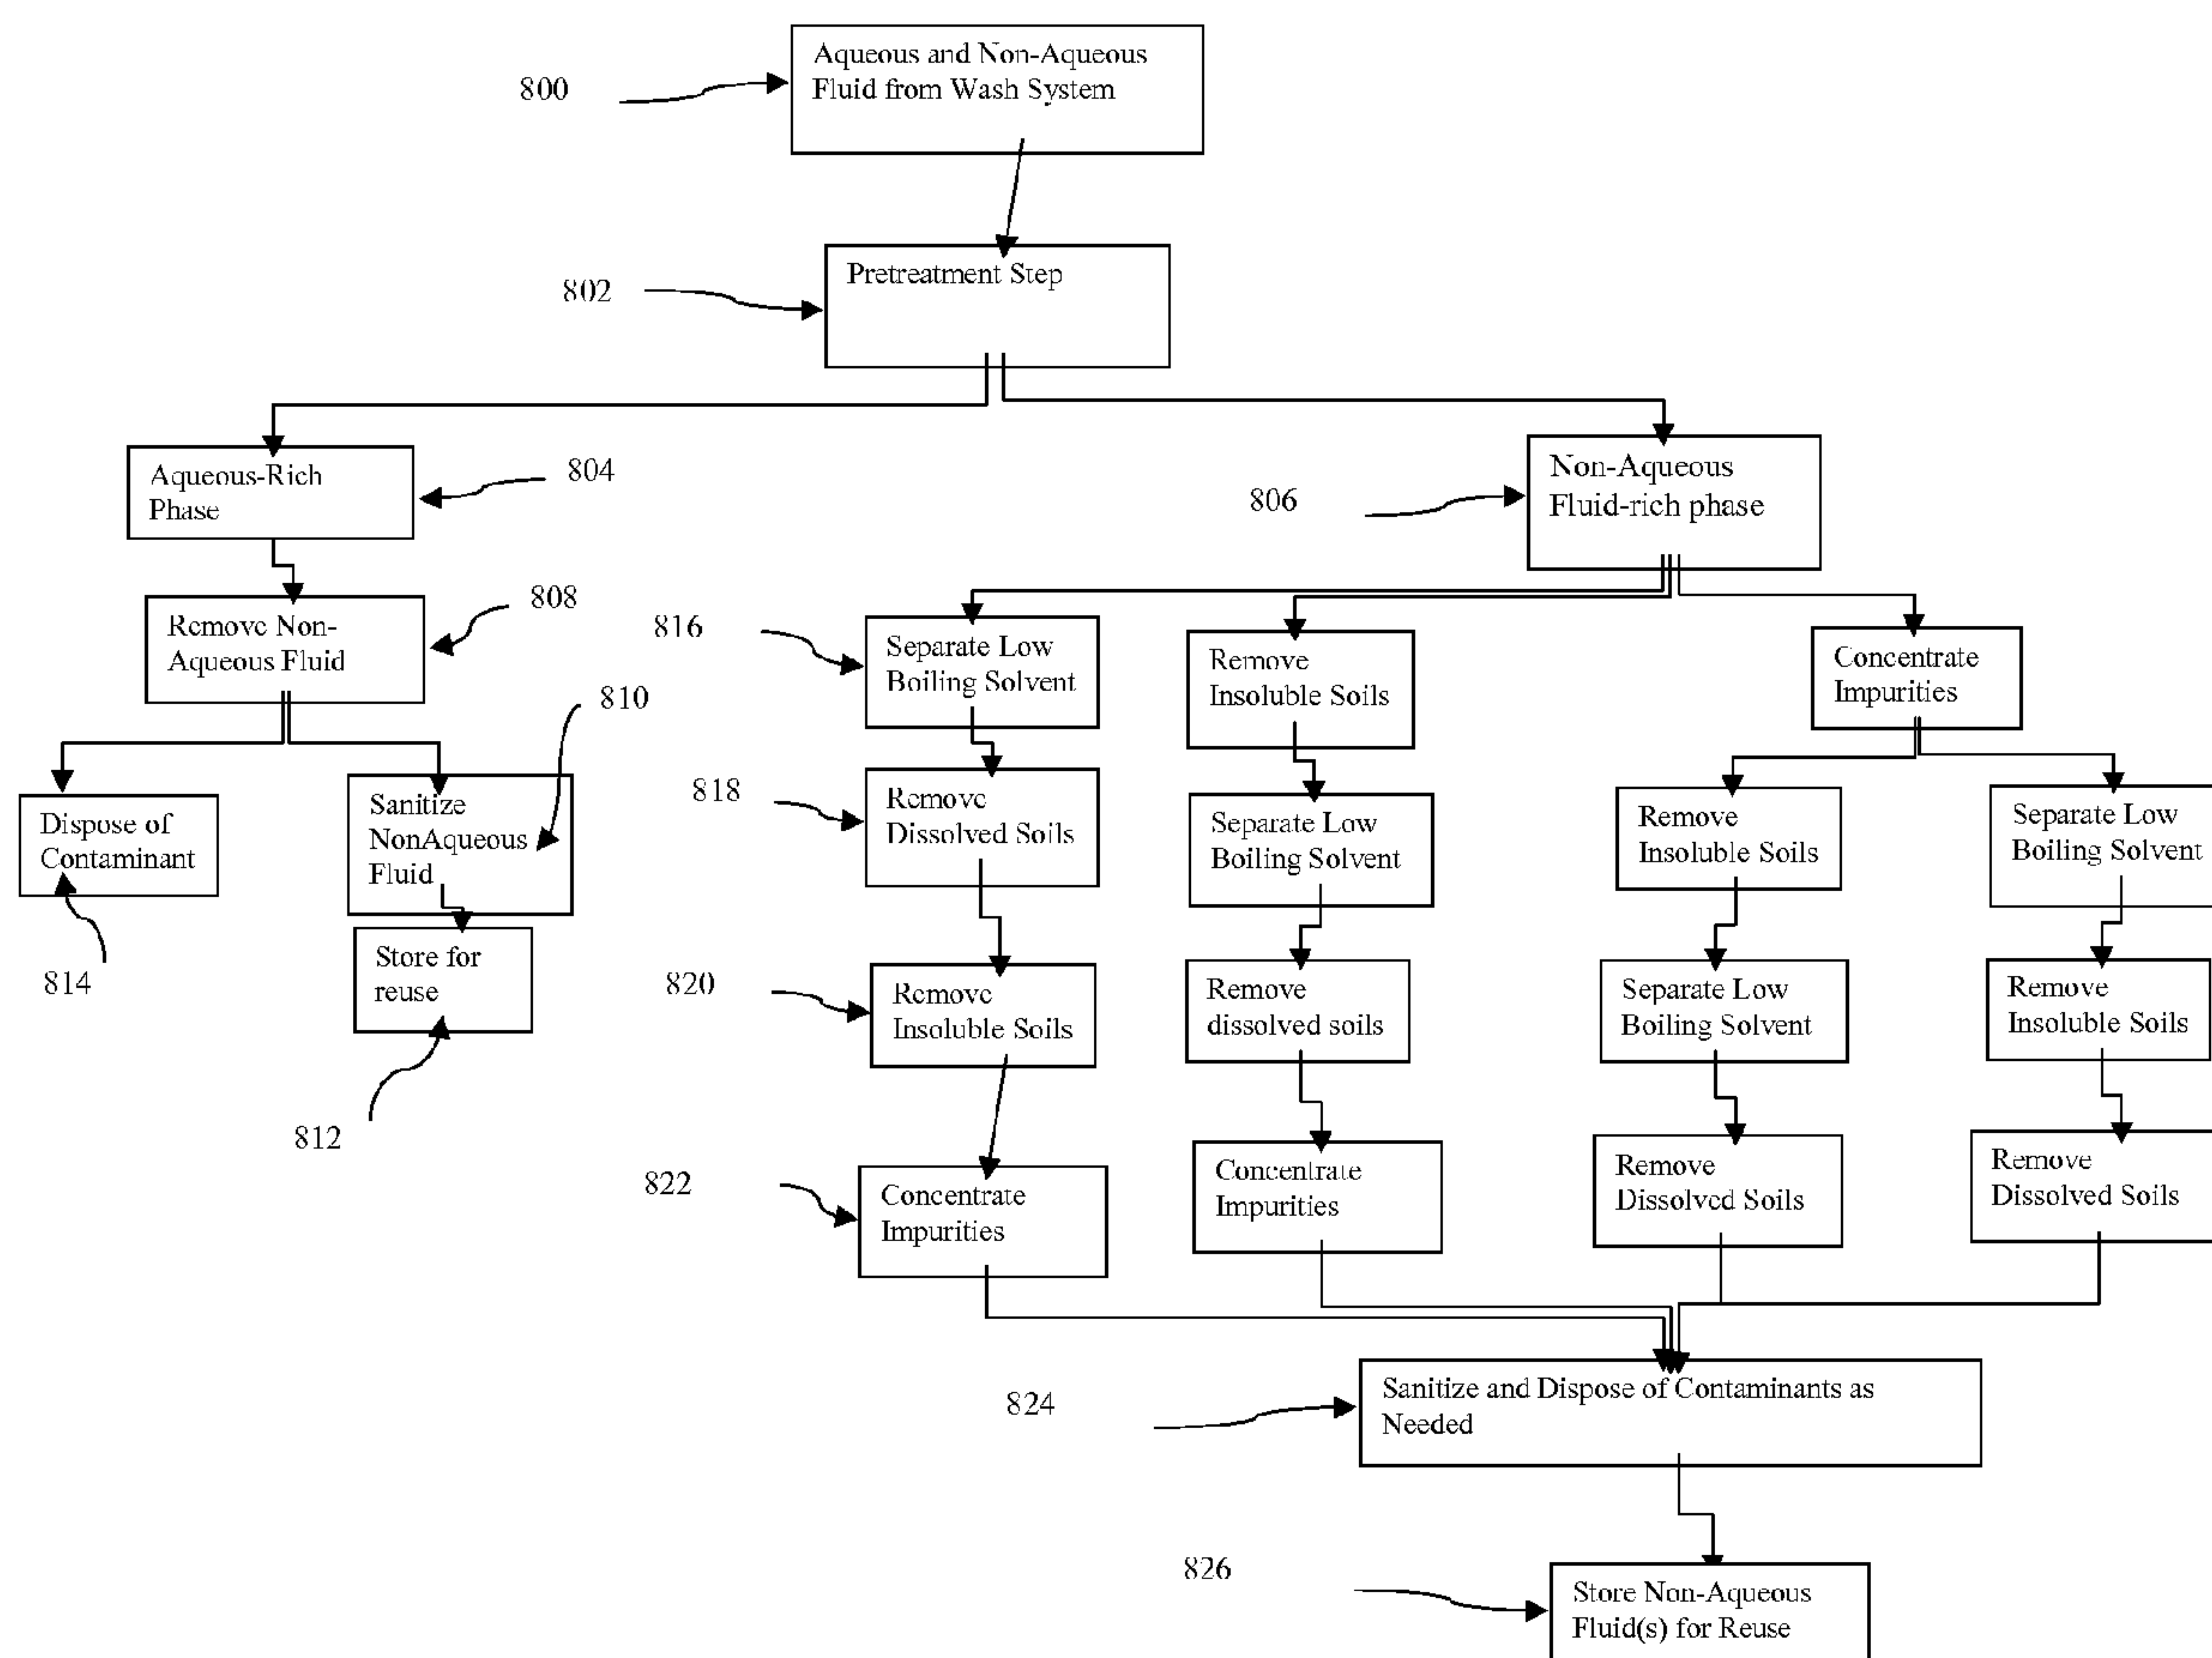 800
Aqueous and Non-Aqueous
Fluid from Wash System
802
Pretreatment Step
Aqueous-Rich
Phase
804
806
Non-Aqueous
Fluid-rich phase
808
Remove Non-
Aqueous Fluid
810
816
Separate Low
Boiling Solvent
Remove
Insoluble Soils
Concentrate
Impurities
Dispose of
Contaminant
814
Sanitize
NonAqueous
Fluid
Store for
reuse
812
818
Remove
Dissolved Soils
Separate Low
Boiling Solvent
Remove
Insoluble Soils
Separate Low
Boiling Solvent
820
Remove
Insoluble Soils
Remove
dissolved soils
Separate Low
Boiling Solvent
Remove
Insoluble Soils
822
Concentrate
Impurities
Concentrate
Impurities
Remove
Dissolved Soils
Remove
Dissolved Soils
824
Sanitize and Dispose of Contaminants as
Needed
826
Store Non-Aqueous
Fluid(s) for Reuse